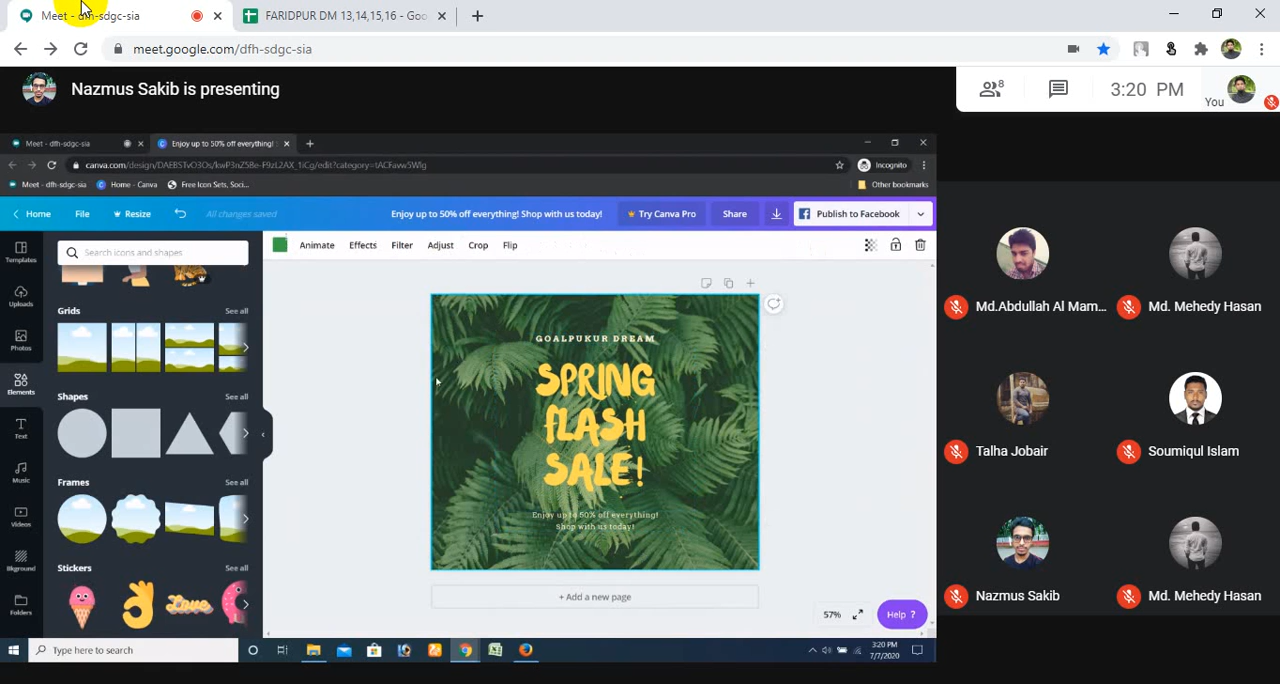 Meet - dfh-sdgc-sia
FARIDPUR DM 13,14,15,16 - Goo
meet.google.com/dfh-sdgc-sia
Nazmus Sakib is presenting
8
3:20 PM
You
Meet - dfh-sdgc-sia
Enjoy up to 50% off everything! S
Incognito
Meet - dfh-sdgc-sia
Home - Canva
Free Icon Sets, Soci...
Other bookmarks
Home
File
Resize
All changes saved
Enjoy up to 50% off everything! Shop with us today!
Try Canva Pro
Share
Publish to Facebook
Templates
Uploads
Photos
Elements
Text
Music
Videos
Bkground
Folders
Search icons and shapes
Animate
Effects
Filter
Adjust
Crop
Flip
Grids
See all
Shapes
See all
Frames
See all
Stickers
See all
Love
GOALPUKUR DREAM
SPRING
FLASH
SALE!
Enjoy up to 50% off everything!
Shop with us today!
+ Add a new page
57%
Help ?
Type here to search
3:20 PM
7/7/2020
Md.Abdullah Al Mam...
Md. Mehedy Hasan
Talha Jobair
Soumiqul Islam
Nazmus Sakib
Md. Mehedy Hasan